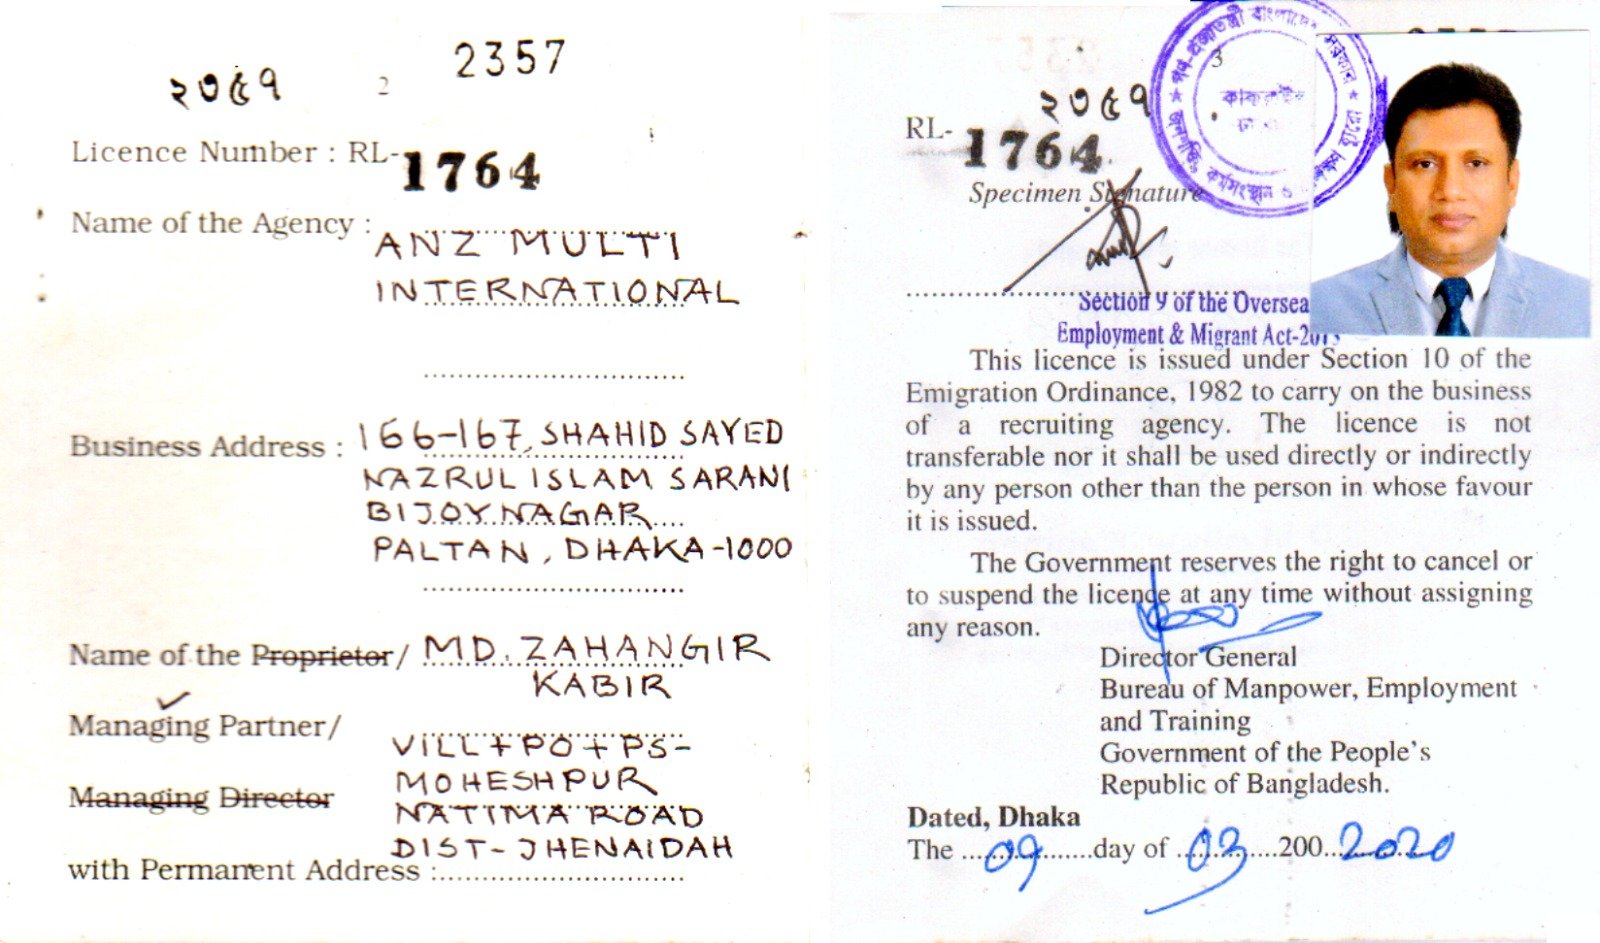 2357
২৩৫৭
2
Licence Number : RL-1764
Name of the Agency : ANZ MULTI
INTERNATIONAL
Business Address : 166-167, SHAHID SAYED
NAZRUL ISLAM SARANI
BIJOYNAGAR
PALTAN, DHAKA-1000
Name of the Proprietor/ MD. ZAHANGIR
KABIR
Managing Partner/
VILL+PO+PS-
MOHESHPUR
Managing Director
NATIMA ROAD
DIST-JHENAIDAH
with Permanent Address :
3
২৩৫৭
RL-1764
Specimen Signature
Section 9 of the Oversea
Employment & Migrant Act-2013
This licence is issued under Section 10 of the
Emigration Ordinance, 1982 to carry on the business
of a recruiting agency. The licence is not
transferable nor it shall be used directly or indirectly
by any person other than the person in whose favour
it is issued.
The Government reserves the right to cancel or
to suspend the licence at any time without assigning
any reason.
Director General
Bureau of Manpower, Employment
and Training
Government of the People's
Republic of Bangladesh.
Dated, Dhaka
The 09 day of 03 200 2020